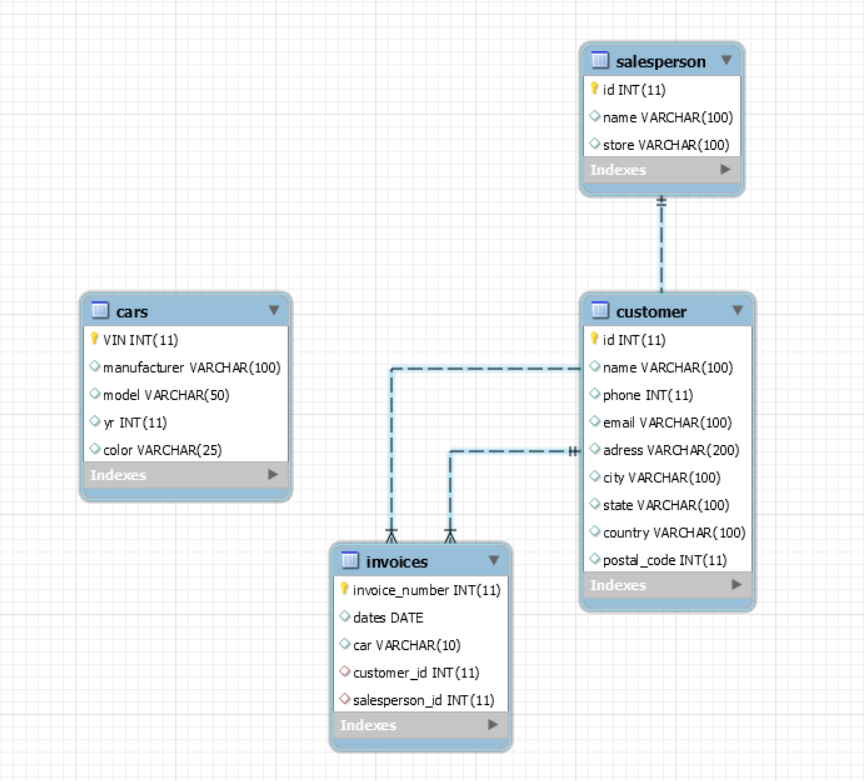 salesperson
id INT(11)
name VARCHAR(100)
store VARCHAR(100)
Indexes
cars
VIN INT(11)
manufacturer VARCHAR(100)
model VARCHAR(50)
yr INT(11)
color VARCHAR(25)
Indexes
customer
id INT(11)
name VARCHAR(100)
phone INT(11)
email VARCHAR(100)
adress VARCHAR(200)
city VARCHAR(100)
state VARCHAR(100)
country VARCHAR(100)
postal_code INT(11)
Indexes
invoices
invoice_number INT(11)
dates DATE
car VARCHAR(10)
customer_id INT(11)
salesperson_id INT(11)
Indexes